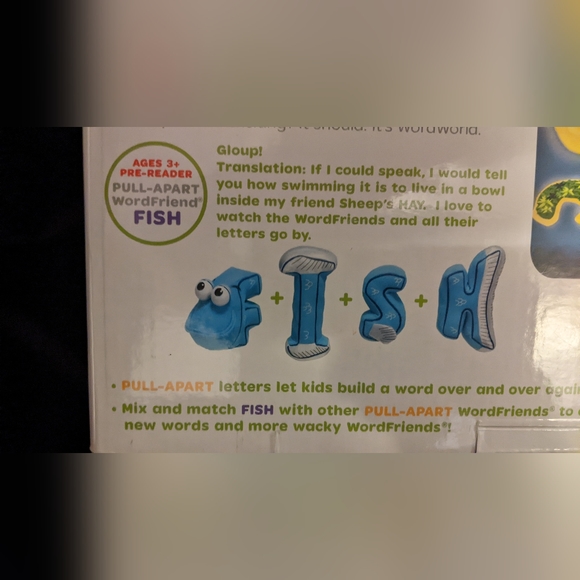 it should. It's WordWorld.
AGES 3+
PRE-READER
PULL-APART
WordFriend®
FISH
Gloup!
Translation: If I could speak, I would tell
you how swimming it is to live in a bowl
inside my friend Sheep's HAY. I love to
watch the WordFriends and all their
letters go by.
F + I + S + H
• PULL-APART letters let kids build a word over and over again
• Mix and match FISH with other PULL-APART WordFriends® to
new words and more wacky WordFriends®!